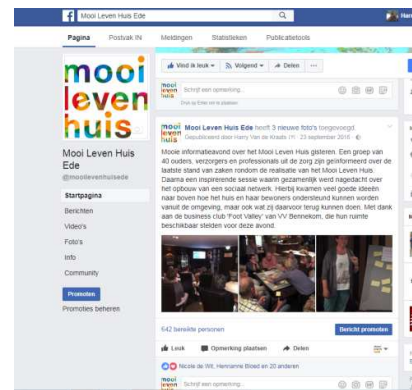 Mooi Leven Huis Ede
Pagina Postvak IN Meldingen Statistieken Publicatietools
mooi
leven
huis
Mooi Leven Huis
Ede
@mooilevenhuisede
Startpagina
Berichten
Video's
Foto's
Info
Community
Promoten
Promoties beheren
Vind ik leuk Volgend Delen ...
Schrijf een opmerking...
Mooi Leven Huis Ede heeft 3 nieuwe foto's toegevoegd
23 september 2016
Mooie informatieavond over het Mooi Leven Huis gisteren. Een groep van
40 ouders, verzorgers en professionals uit de zorg zijn geïnformeerd over de
laatste stand van zaken rondom de realisatie van het Mooi Leven Huis.
Daarna een inspirerende sessie waarin gezamenlijk werd nagedacht over
het opbouw van een sociaal netwerk. Hierbij kwamen veel goede ideeën
naar boven hoe het huis en haar bewoners ondersteund kunnen worden
vanuit de omgeving, maar ook wat zij daarvoor terug kunnen doen. Met dank
aan de business club 'Foot Valley' van VV Bennekom, die hun ruimte
beschikbaar stelden voor deze avond.
642 bereikte personen
Bericht promoten
Leuk Opmerking plaatsen Delen
Nicole de Wit, Henrianne Bloed en 20 anderen
Schrijf een opmerking...